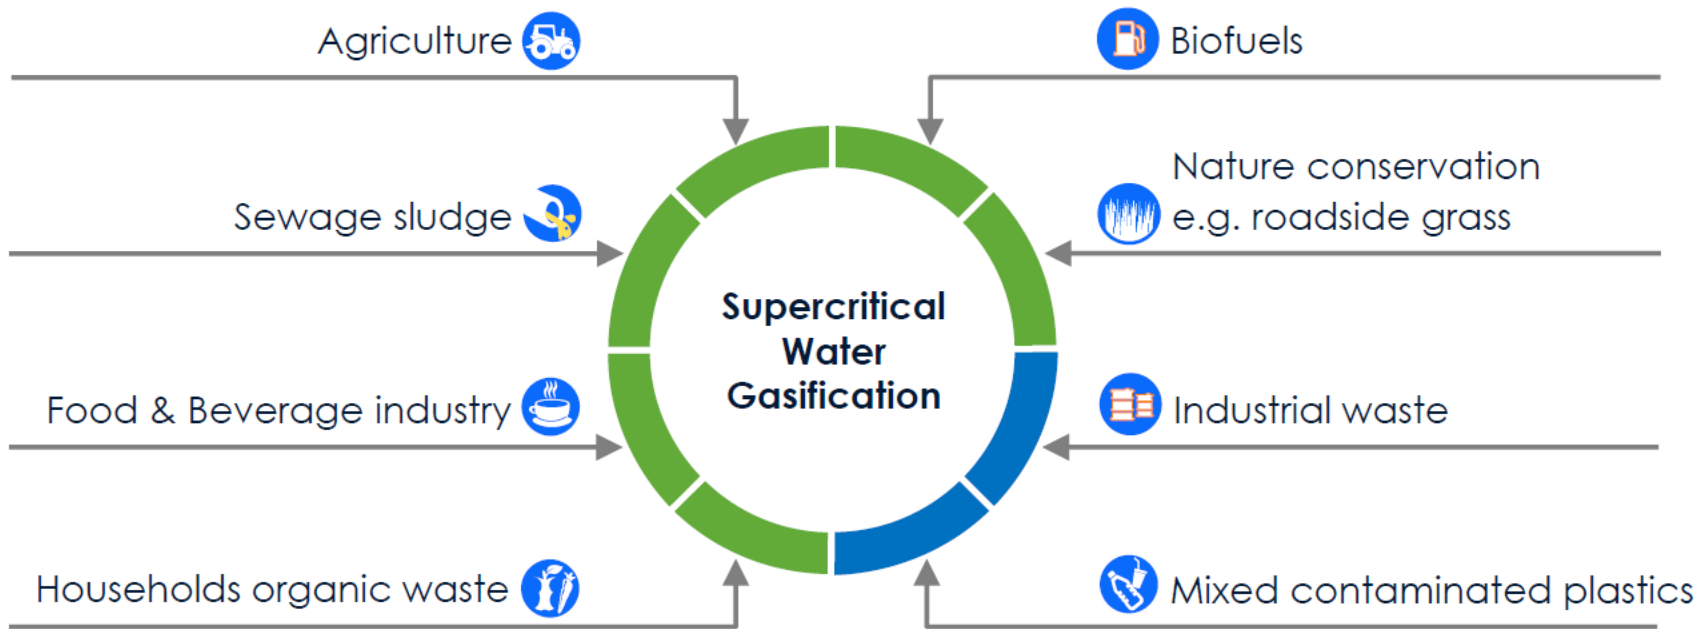 Agriculture
Biofuels
Sewage sludge
Nature conservation
e.g. roadside grass
Supercritical
Water
Gasification
Food & Beverage industry
Industrial waste
Households organic waste
Mixed contaminated plastics